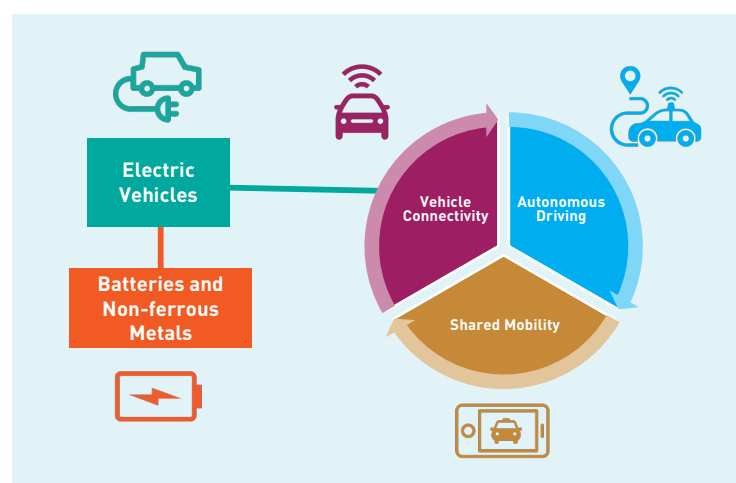 Electric
Vehicles
Batteries and
Non-ferrous
Metals
Vehicle
Connectivity
Autonomous
Driving
Shared Mobility